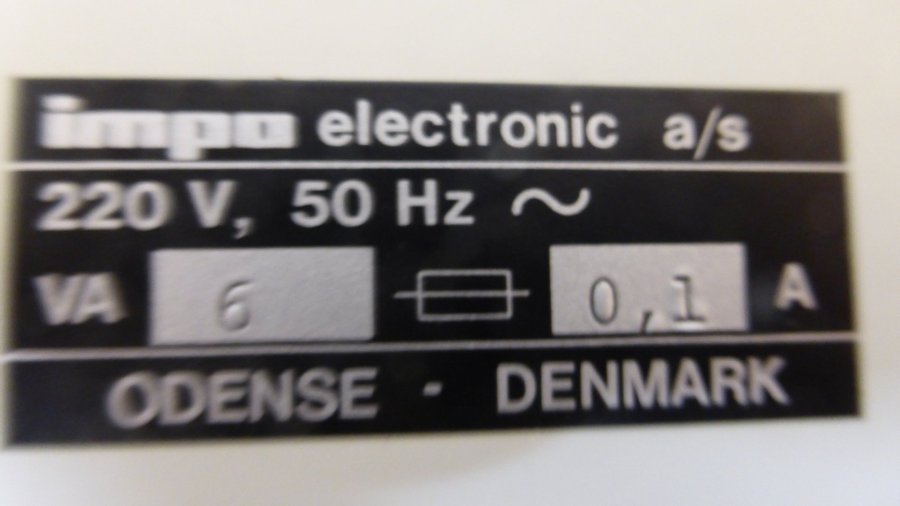 impo electronic a/s
220 V, 50 Hz ~
VA 6 0,1 A
ODENSE - DENMARK